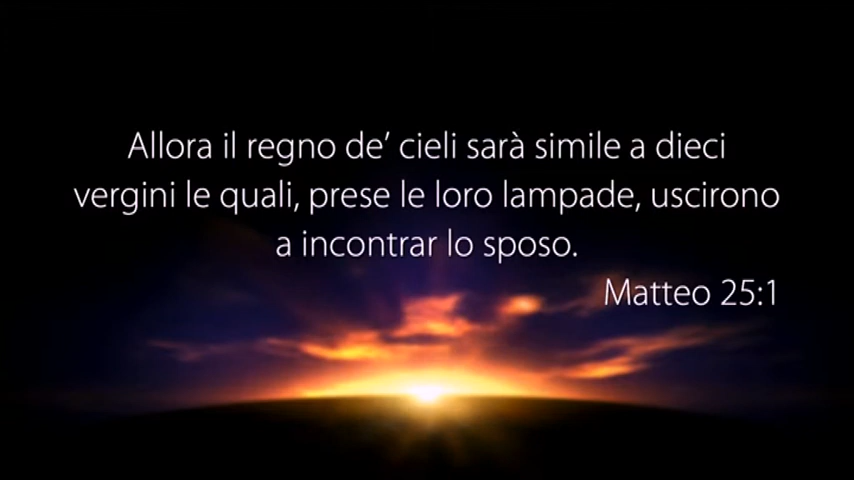 Allora il regno de’ cieli sarà simile a dieci
vergini le quali, prese le loro lampade, uscirono
a incontrar lo sposo.
Matteo 25:1